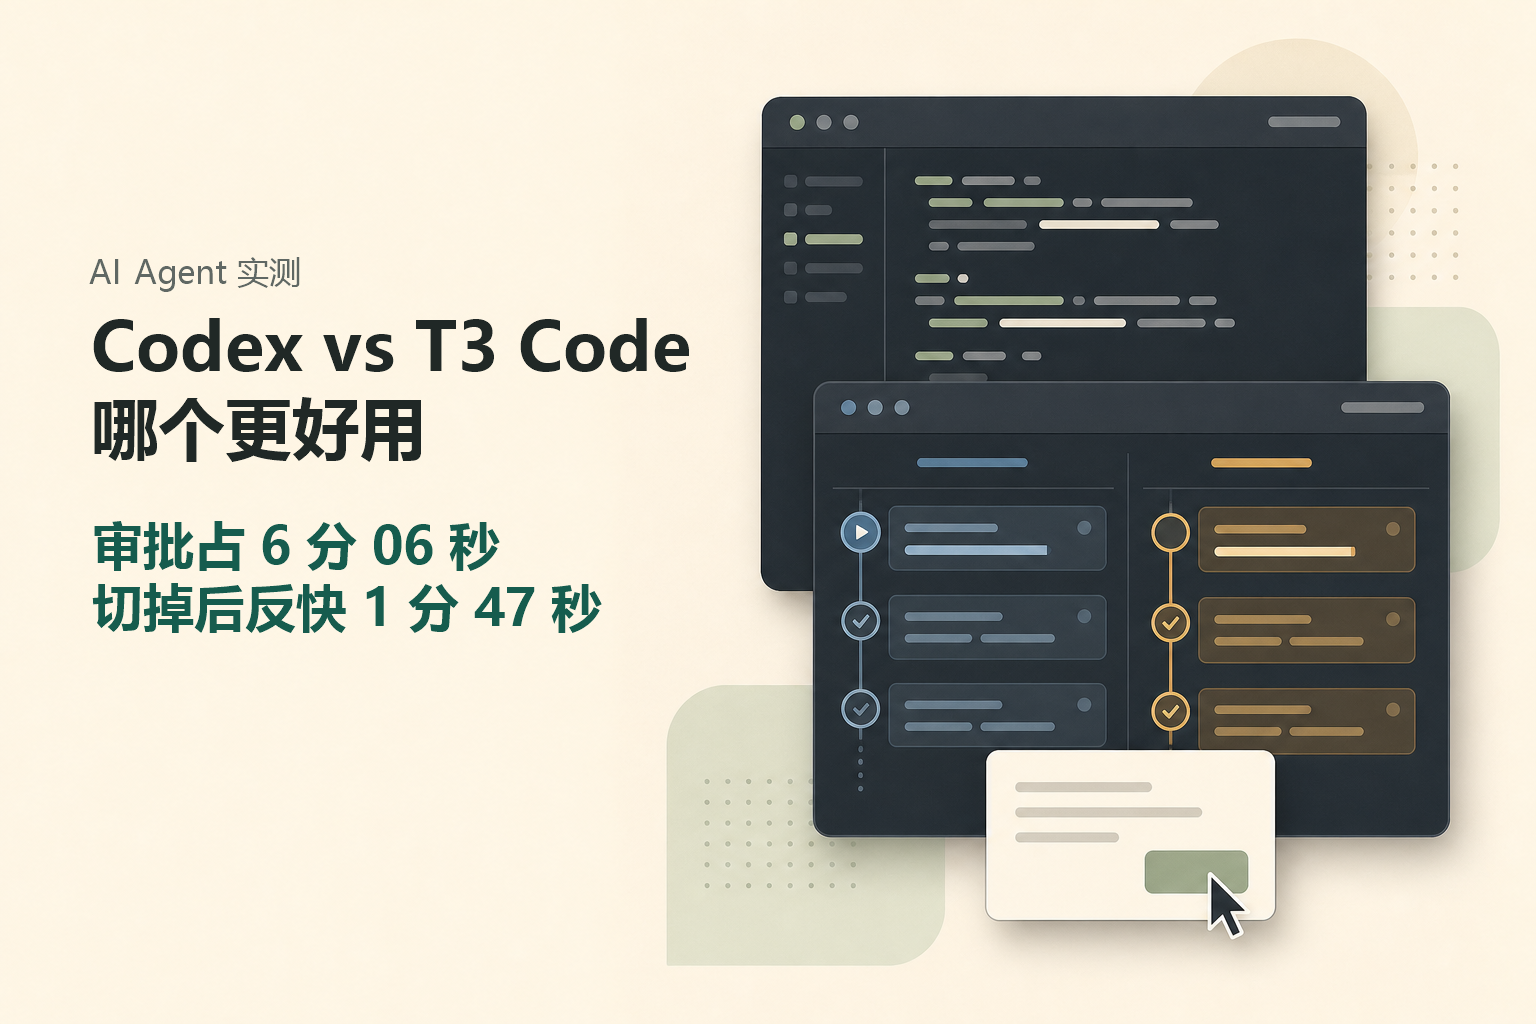 AI Agent 实测
Codex vs T3 Code
哪个更好用
审批占 6 分 06 秒
切掉后反快 1 分 47 秒